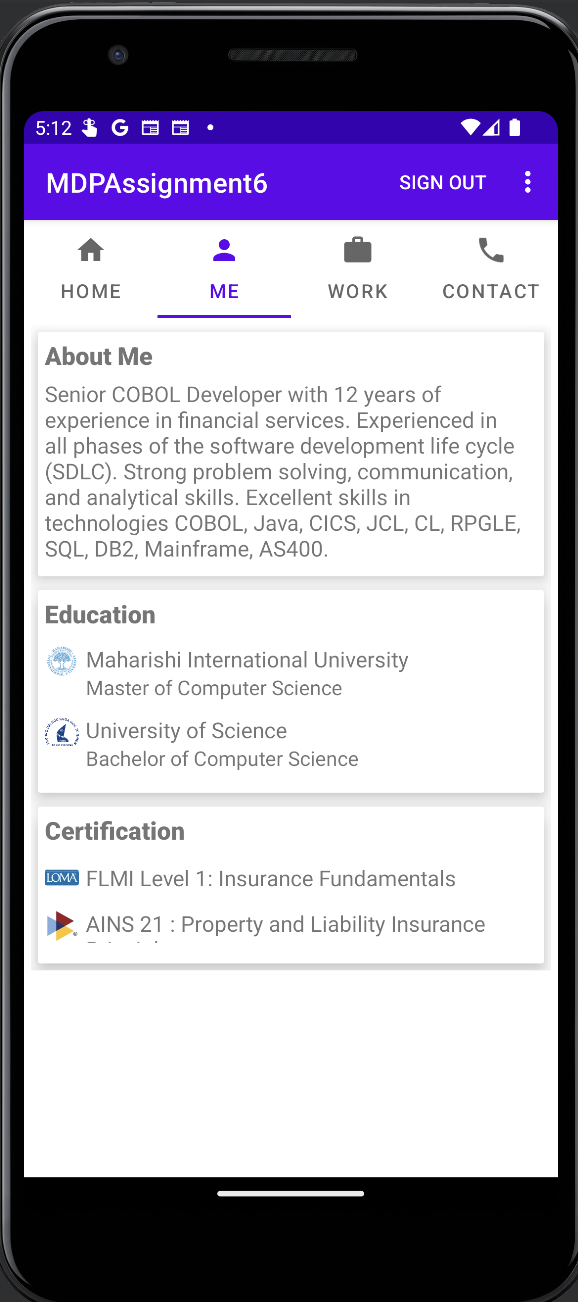 5:12
MDPAssignment6
SIGN OUT
HOME
ME
WORK
CONTACT
About Me
Senior COBOL Developer with 12 years of
experience in financial services. Experienced in
all phases of the software development life cycle
(SDLC). Strong problem solving, communication,
and analytical skills. Excellent skills in
technologies COBOL, Java, CICS, JCL, CL, RPGLE,
SQL, DB2, Mainframe, AS400.
Education
Maharishi International University
Master of Computer Science
University of Science
Bachelor of Computer Science
Certification
LOMA
FLMI Level 1: Insurance Fundamentals
AINS 21 : Property and Liability Insurance